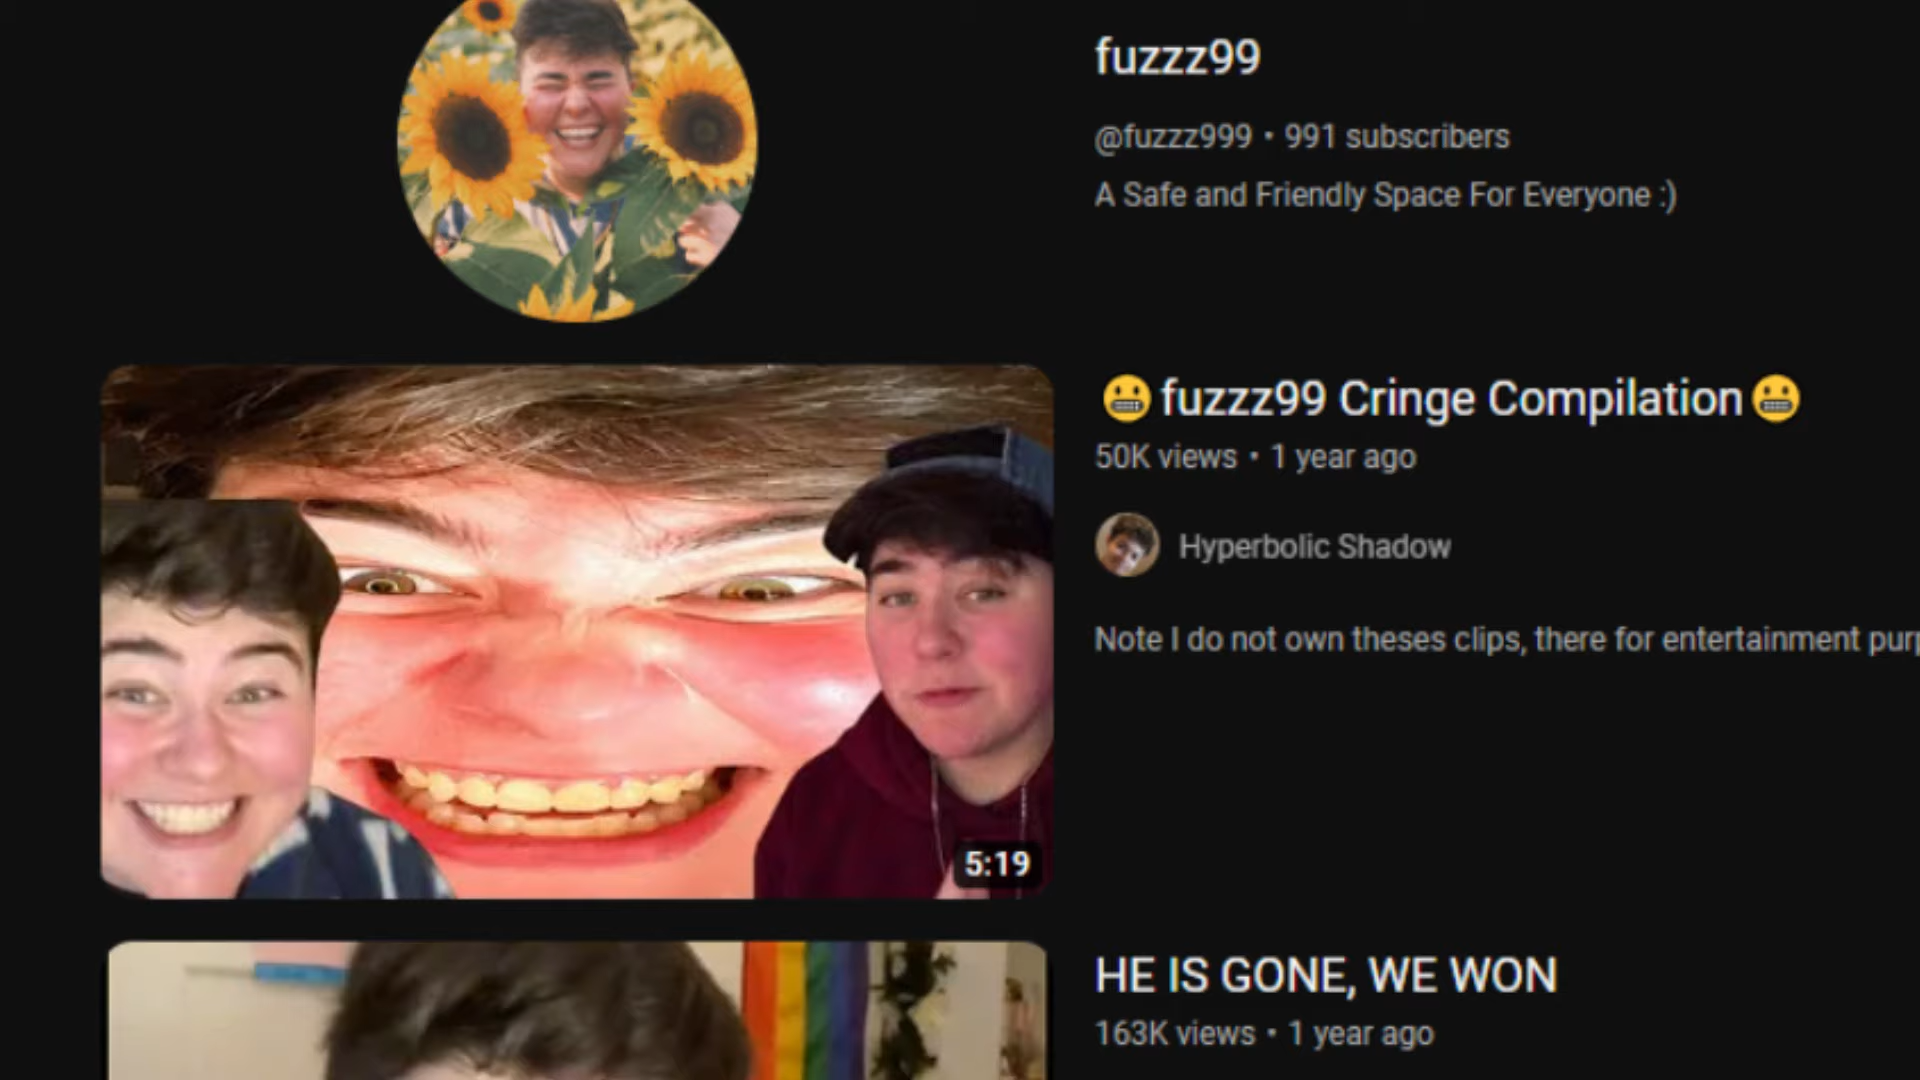 fuzzz99
@fuzzz999 • 991 subscribers
A Safe and Friendly Space For Everyone :)
😬fuzzz99 Cringe Compilation😬
50K views • 1 year ago
Hyperbolic Shadow
Note I do not own theses clips, there for entertainment purp
5:19
HE IS GONE, WE WON
163K views • 1 year ago